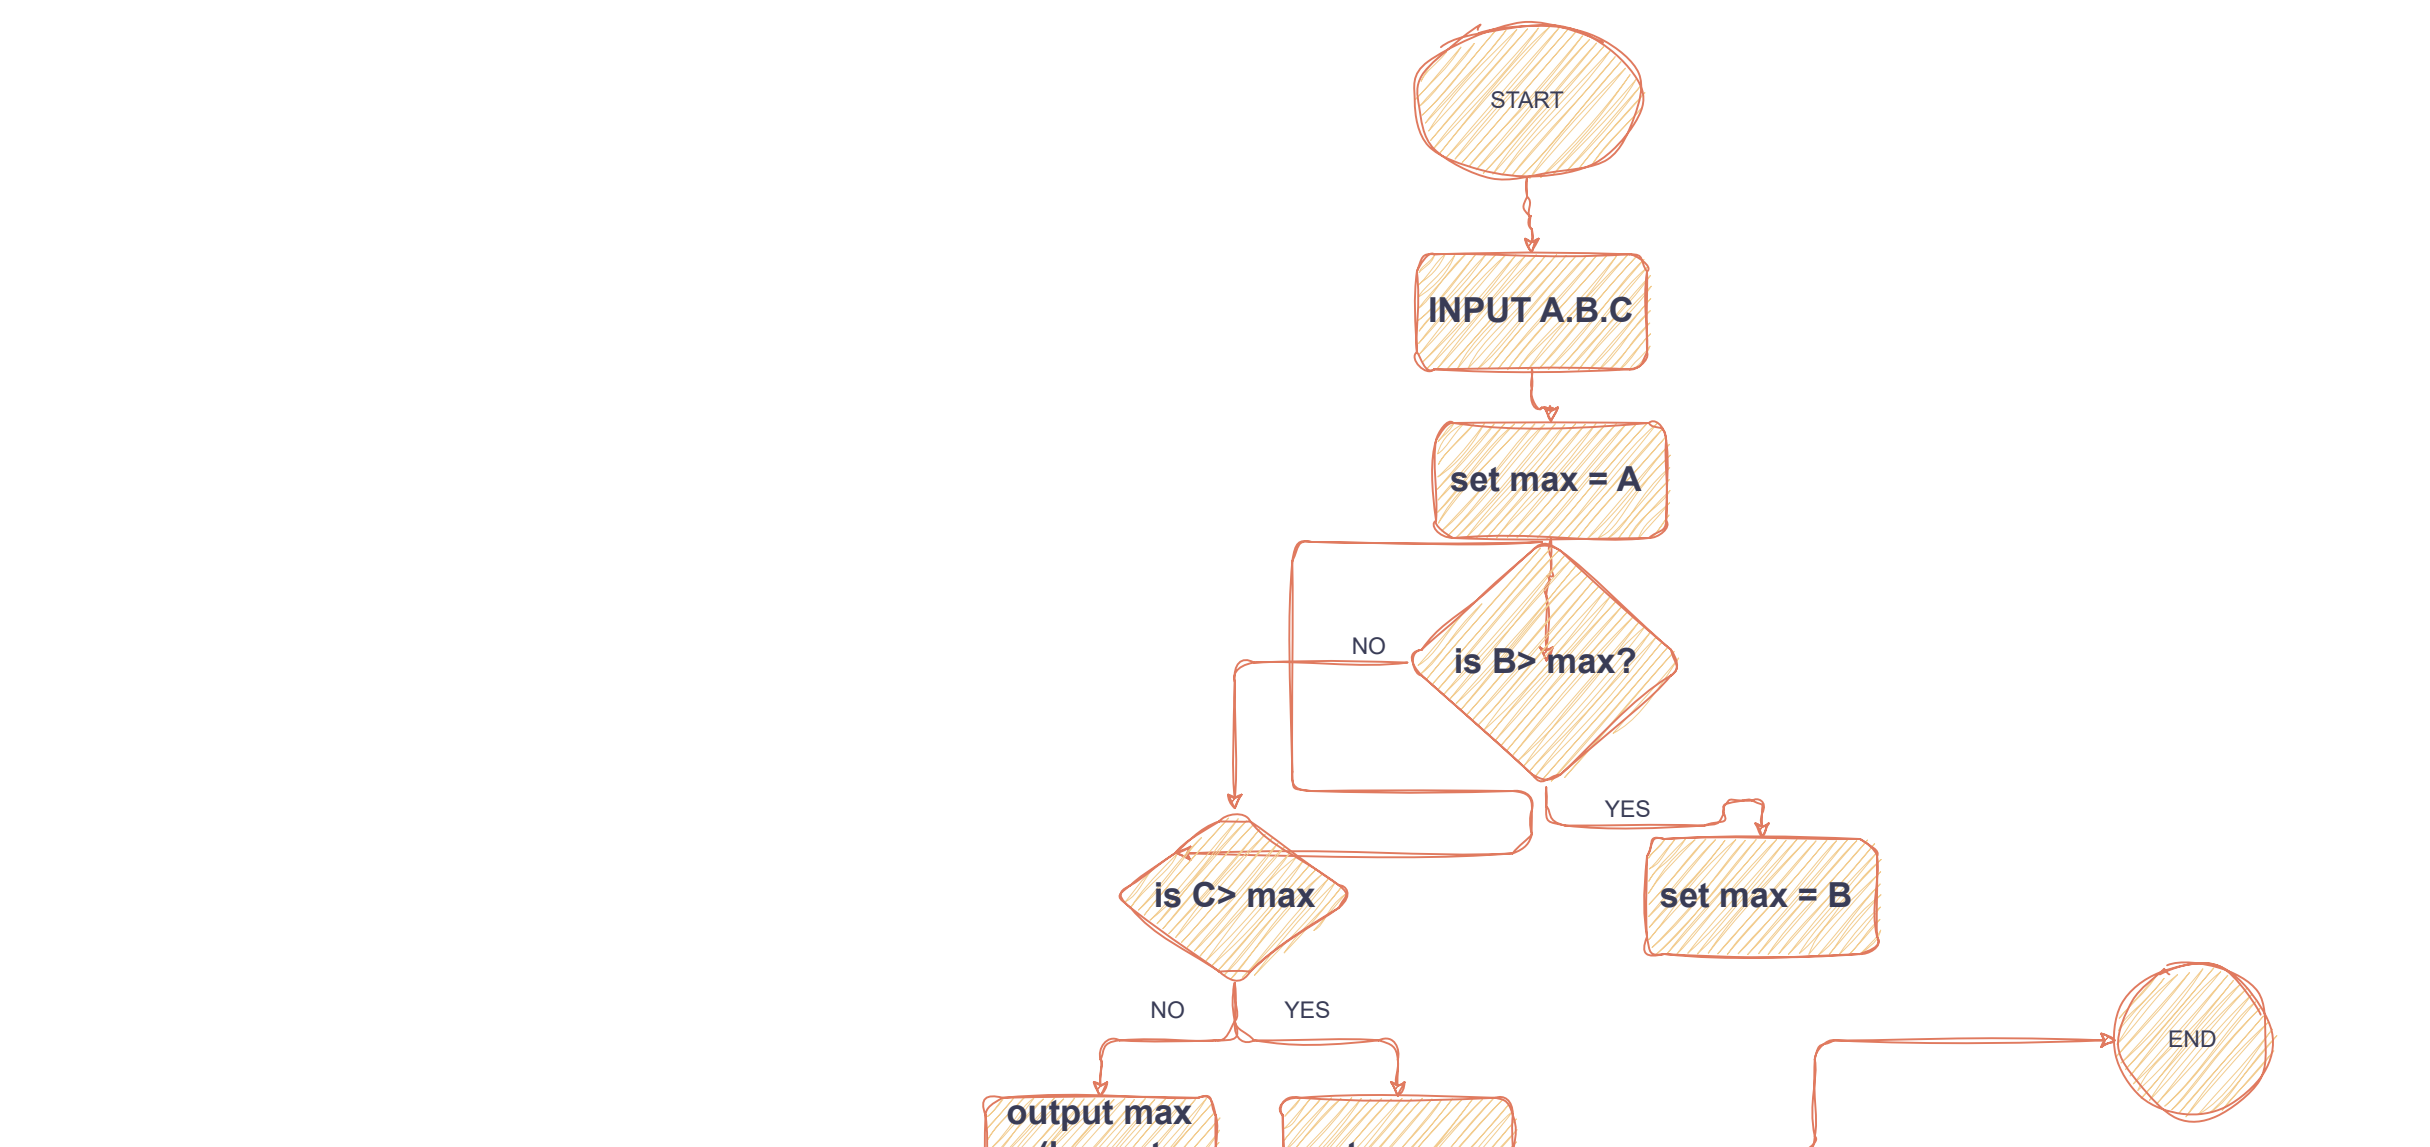 START
INPUT A.B.C
set max = A
is B> max?
NO
YES
is C> max
set max = B
NO
YES
END
output max